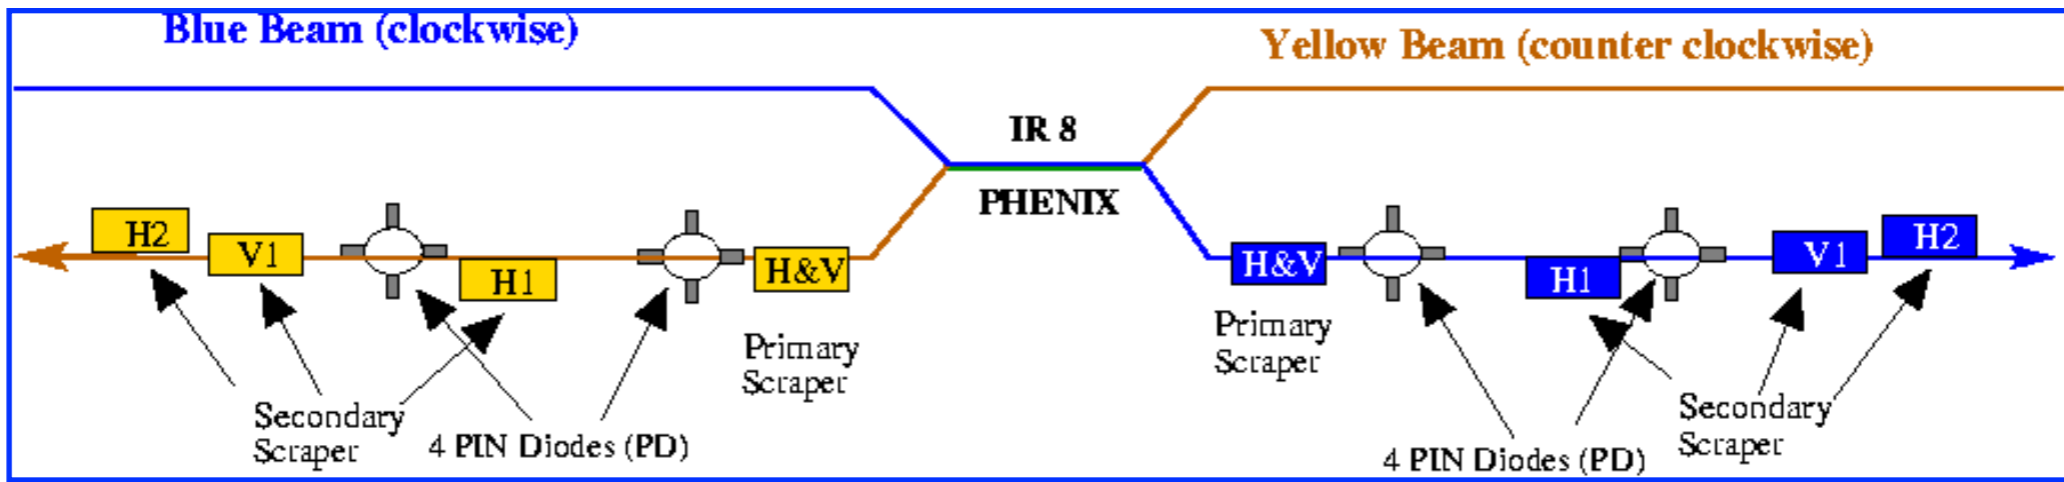 Blue Beam (clockwise)
Yellow Beam (counter clockwise)
IR 8
PHENIX
H2
V1
H1
H&V
H&V
H1
V1
H2
Primary
Scraper
Primary
Scraper
Secondary
Scraper
4 PIN Diodes (PD)
4 PIN Diodes (PD)
Secondary
Scraper